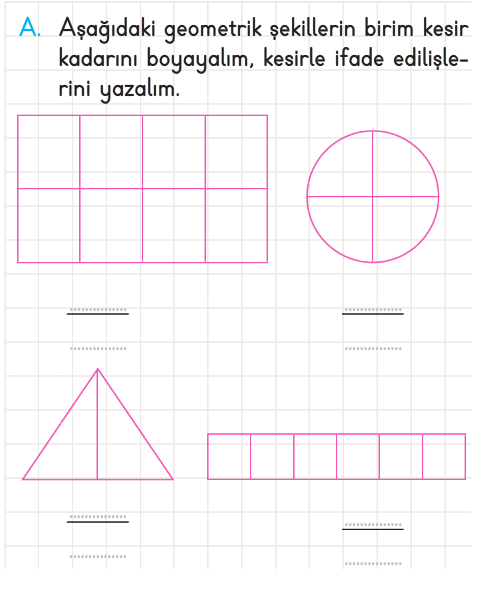 A. Aşağıdaki geometrik şekillerin birim kesir
kadarını boyayalım, kesirle ifade edilişle-
rini yazalım.